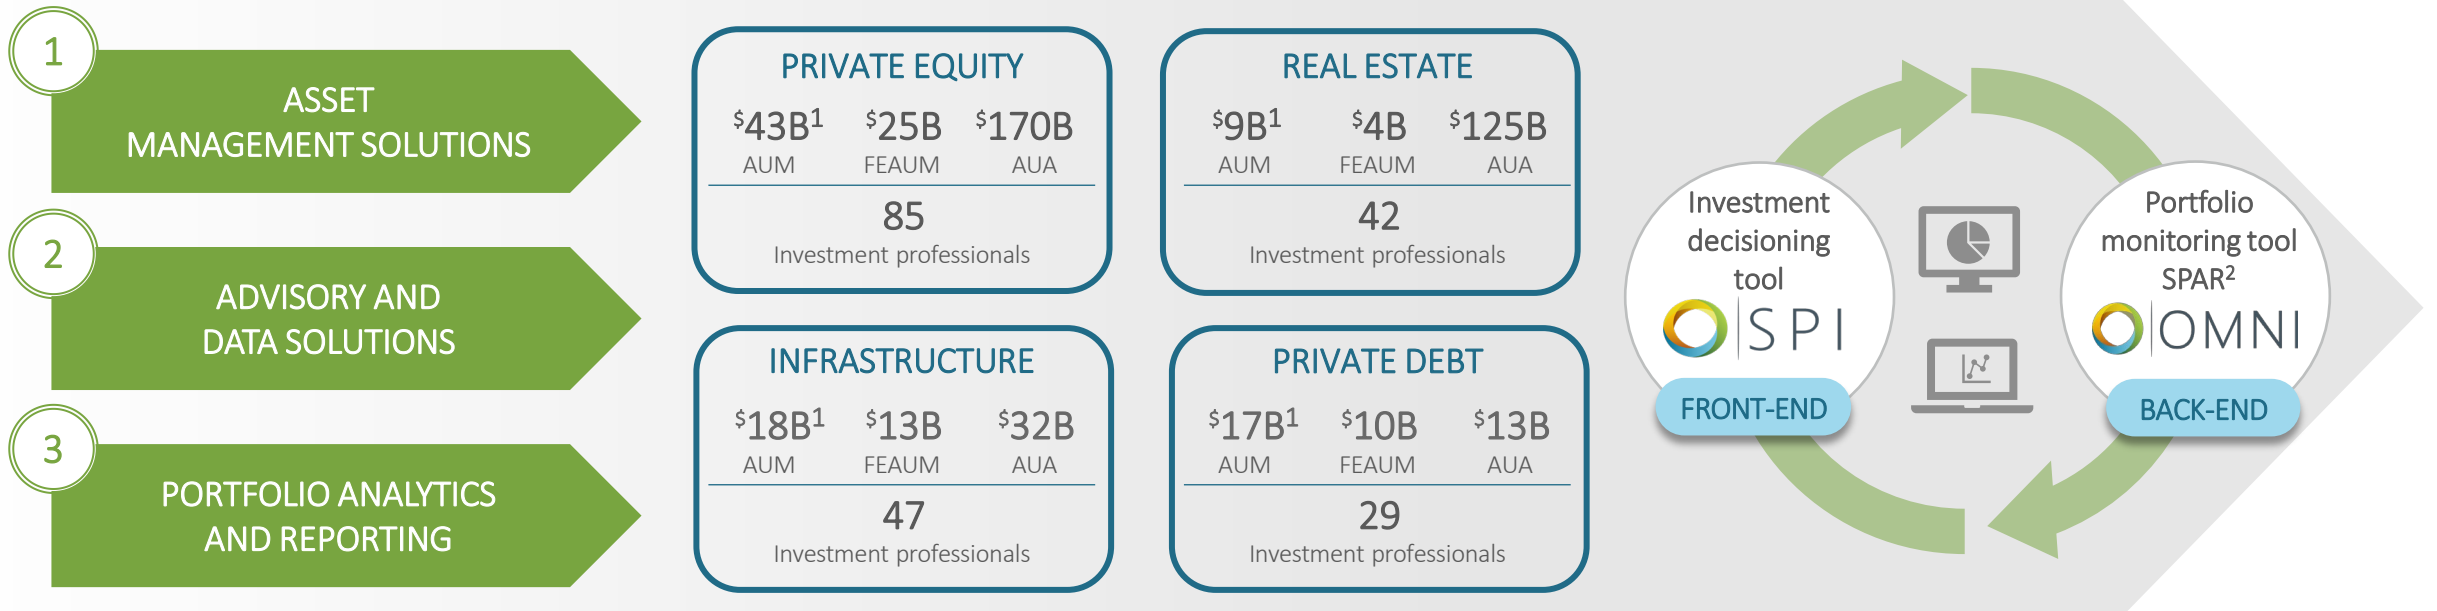 1
ASSET
MANAGEMENT SOLUTIONS
2
ADVISORY AND
DATA SOLUTIONS
3
PORTFOLIO ANALYTICS
AND REPORTING
PRIVATE EQUITY
$43B1 $25B $170B
AUM FEAUM AUA
85
Investment professionals
REAL ESTATE
$9B1 $4B $125B
AUM FEAUM AUA
42
Investment professionals
INFRASTRUCTURE
$18B1 $13B $32B
AUM FEAUM AUA
47
Investment professionals
PRIVATE DEBT
$17B1 $10B $13B
AUM FEAUM AUA
29
Investment professionals
Investment
decisioning
tool
SPI
FRONT-END
Portfolio
monitoring tool
SPAR2
OMNI
BACK-END